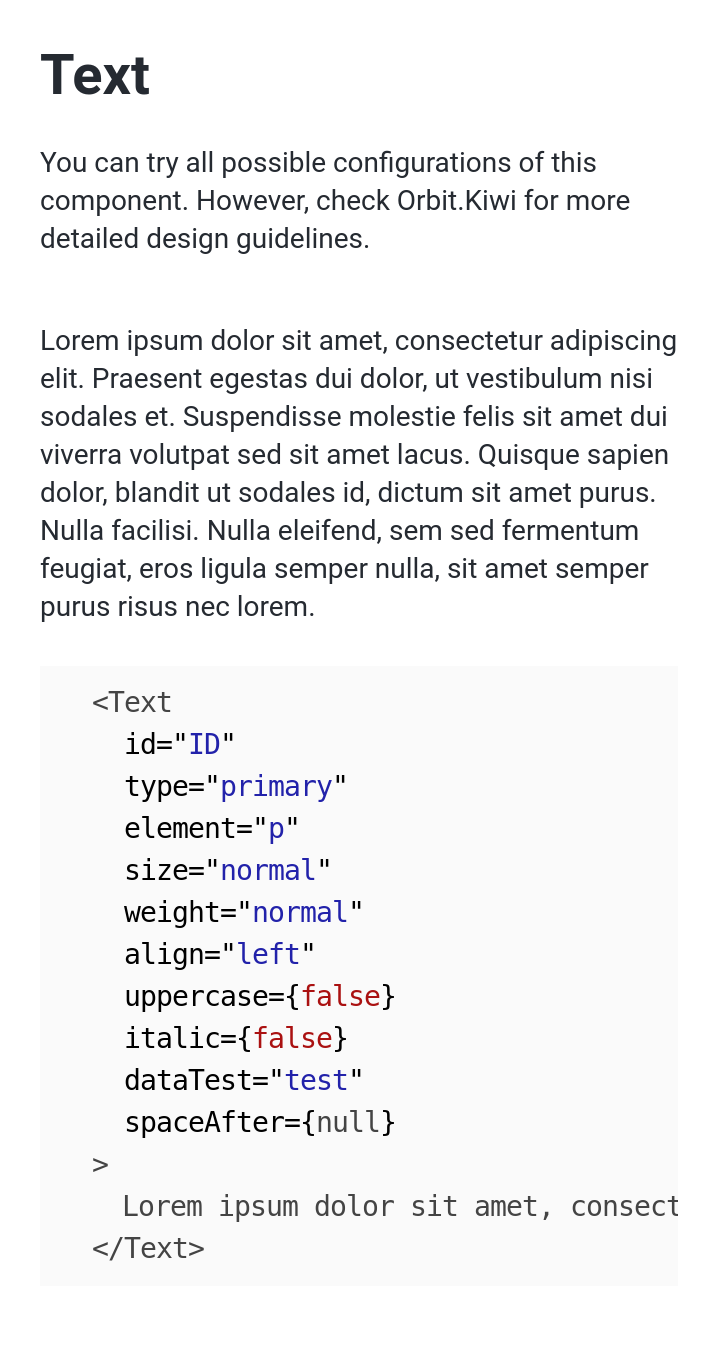 Text
You can try all possible configurations of this
component. However, check Orbit.Kiwi for more
detailed design guidelines.
Lorem ipsum dolor sit amet, consectetur adipiscing
elit. Praesent egestas dui dolor, ut vestibulum nisi
sodales et. Suspendisse molestie felis sit amet dui
viverra volutpat sed sit amet lacus. Quisque sapien
dolor, blandit ut sodales id, dictum sit amet purus.
Nulla facilisi. Nulla eleifend, sem sed fermentum
feugiat, eros ligula semper nulla, sit amet semper
purus risus nec lorem.
<Text
id="ID"
type="primary"
element="p"
size="normal"
weight="normal"
align="left"
uppercase={false}
italic={false}
dataTest="test"
spaceAfter={null}
>
Lorem ipsum dolor sit amet, consect
</Text>